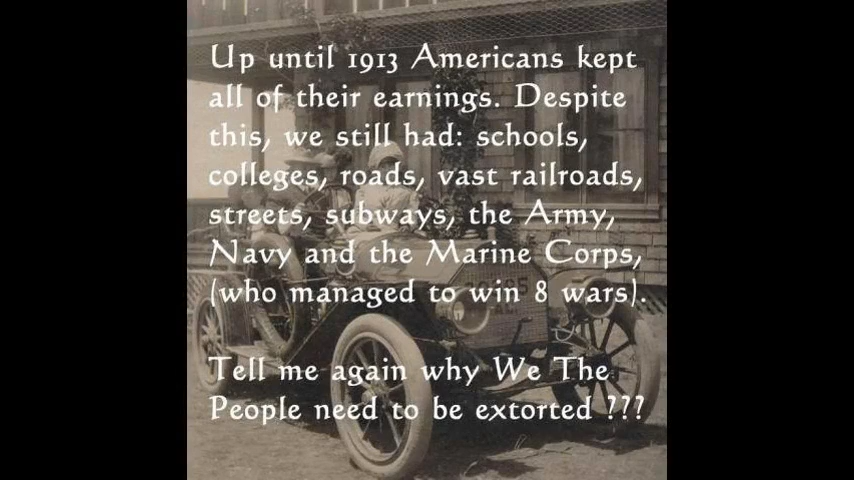 Up until 1913 Americans kept
all of their earnings. Despite
this, we still had: schools,
colleges, roads, vast railroads,
streets, subways, the Army,
Navy and the Marine Corps,
(who managed to win 8 wars).
Tell me again why We The
People need to be extorted ???